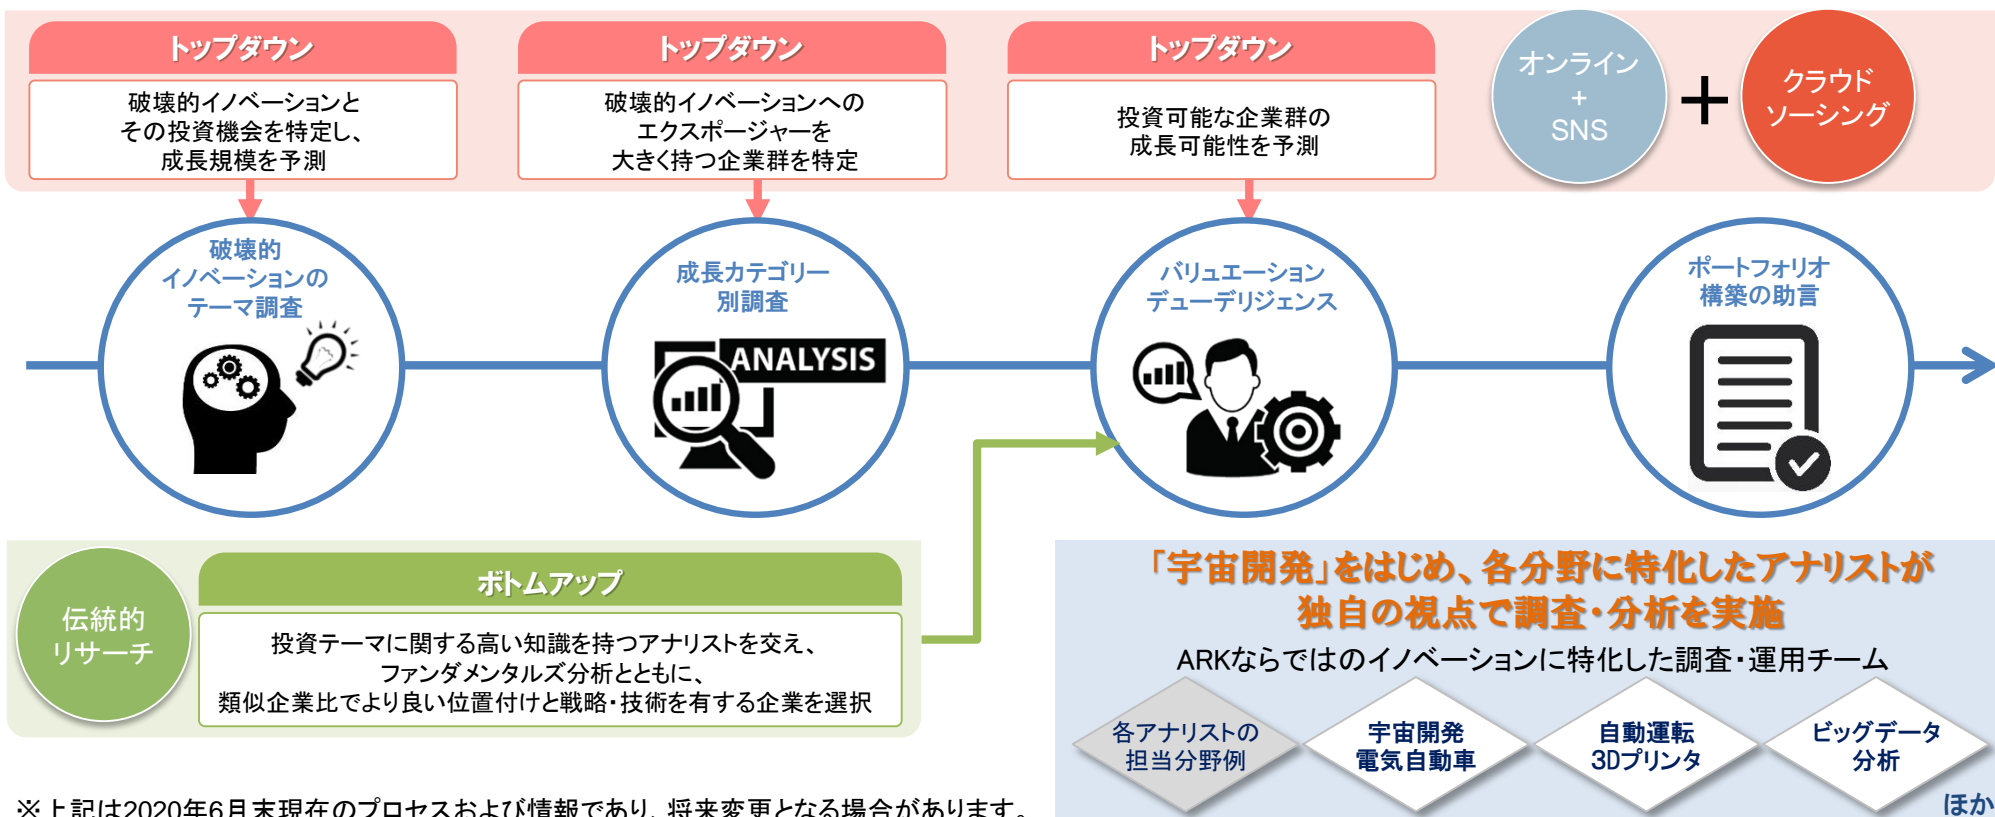 トップダウン
破壊的イノベーションと
その投資機会を特定し、
成長規模を予測
トップダウン
破壊的イノベーションへの
エクスポージャーを
大きく持つ企業群を特定
トップダウン
投資可能な企業群の
成長可能性を予測
オンライン
+
SNS
+
クラウド
ソーシング
破壊的
イノベーションの
テーマ調査
成長カテゴリー
別調査
ANALYSIS
バリュエーション
デューデリジェンス
ポートフォリオ
構築の助言
伝統的
リサーチ
ボトムアップ
投資テーマに関する高い知識を持つアナリストを交え、
ファンダメンタルズ分析とともに、
類似企業比でより良い位置付けと戦略・技術を有する企業を選択
「宇宙開発」をはじめ、各分野に特化したアナリストが
独自の視点で調査・分析を実施
ARKならではのイノベーションに特化した調査・運用チーム
各アナリストの
担当分野例
宇宙開発
電気自動車
自動運転
3Dプリンタ
ビッグデータ
分析
ほか
※上記は2020年6月末現在のプロセスおよび情報であり、将来変更となる場合があります。